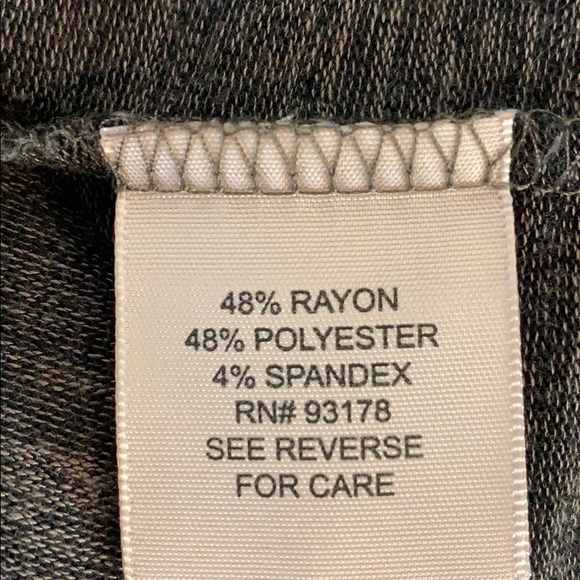 48% RAYON
48% POLYESTER
4% SPANDEX
RN# 93178
SEE REVERSE
FOR CARE